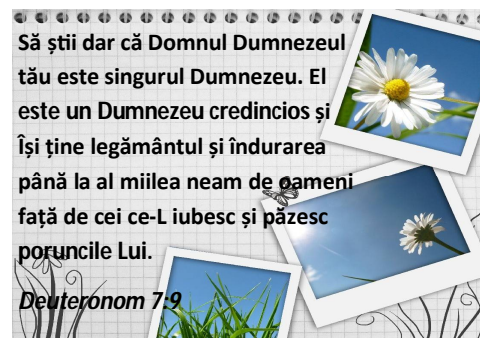 Să știi dar că Domnul Dumnezeul
tău este singurul Dumnezeu. El
este un Dumnezeu credincios și
Își ține legământul și îndurarea
până la al miilea neam de oameni
față de cei ce-L iubesc și păzesc
poruncile Lui.
Deuteronom 7:9